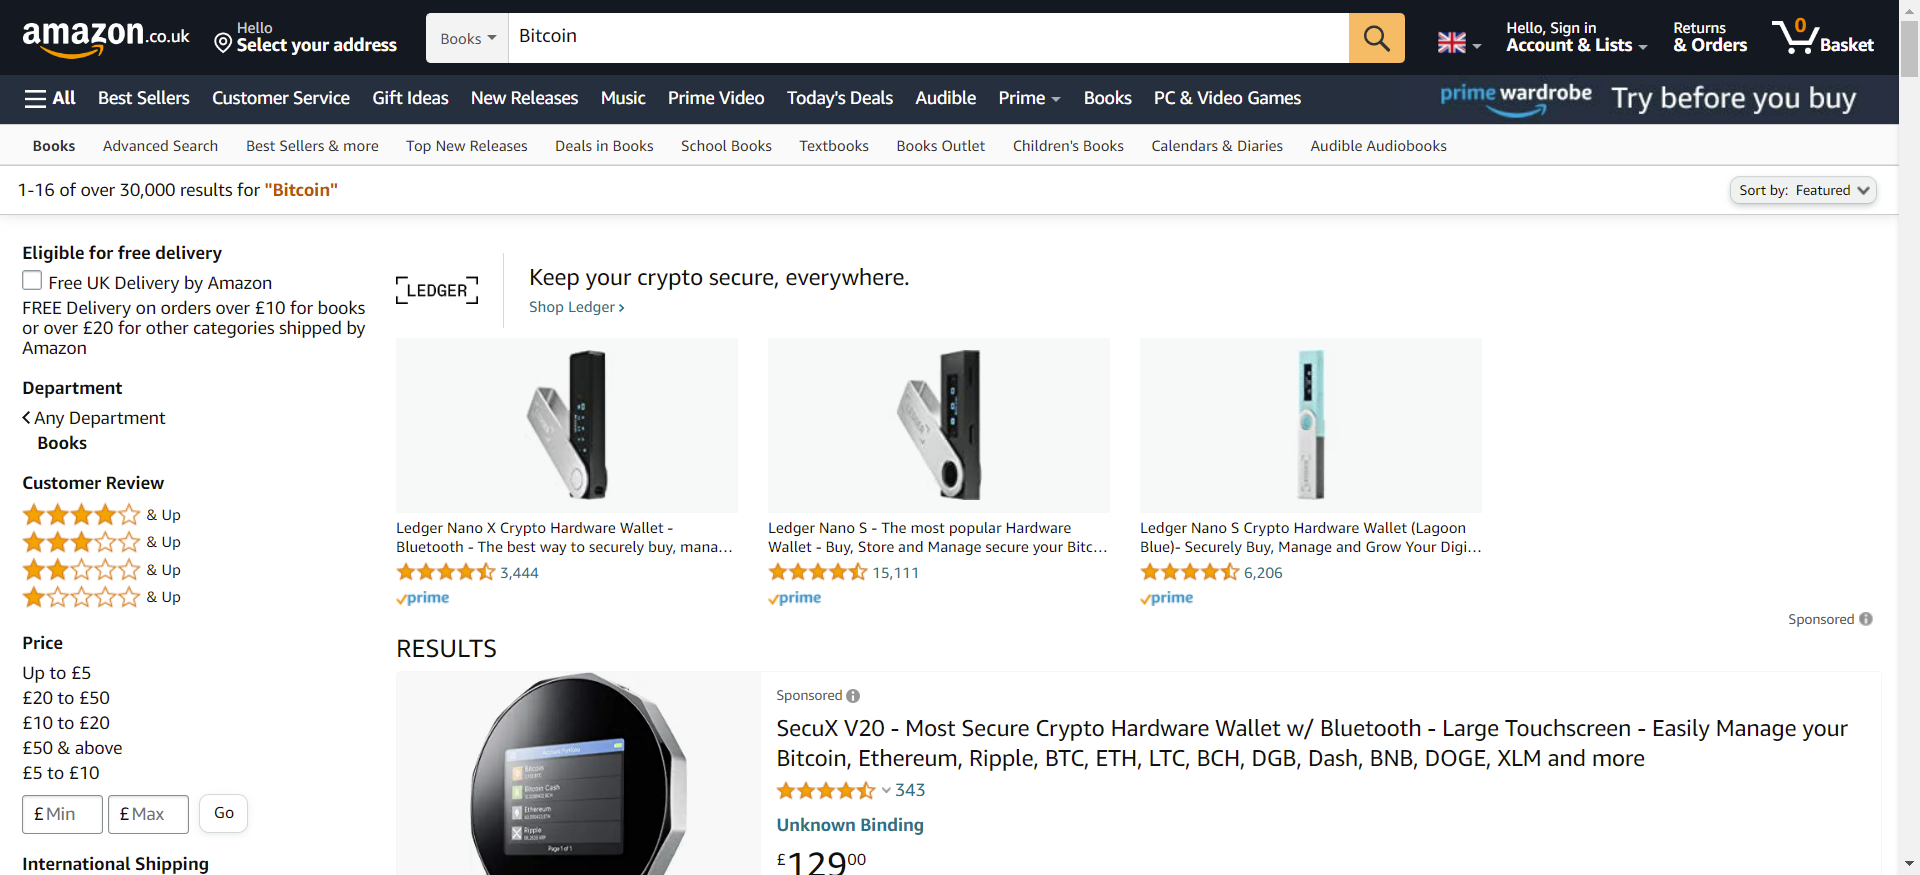 amazon.co.uk
Hello
Select your address
Books
Bitcoin
Hello, Sign in
Account & Lists
Returns
& Orders
0
Basket
All
Best Sellers
Customer Service
Gift Ideas
New Releases
Music
Prime Video
Today's Deals
Audible
Prime
Books
PC & Video Games
prime wardrobe Try before you buy
Books
Advanced Search
Best Sellers & more
Top New Releases
Deals in Books
School Books
Textbooks
Books Outlet
Children's Books
Calendars & Diaries
Audible Audiobooks
1-16 of over 30,000 results for "Bitcoin"
Sort by: Featured
Eligible for free delivery
Free UK Delivery by Amazon
FREE Delivery on orders over £10 for books
or over £20 for other categories shipped by
Amazon
Department
Any Department
Books
Customer Review
& Up
& Up
& Up
& Up
Price
Up to £5
£20 to £50
£10 to £20
£50 & above
£5 to £10
£ Min
£ Max
Go
International Shipping
LEDGER
Keep your crypto secure, everywhere.
Shop Ledger ›
Ledger Nano X Crypto Hardware Wallet -
Bluetooth - The best way to securely buy, mana…
3,444
prime
Ledger Nano S - The most popular Hardware
Wallet - Buy, Store and Manage secure your Bitc…
15,111
prime
Ledger Nano S Crypto Hardware Wallet (Lagoon
Blue)- Securely Buy, Manage and Grow Your Digi…
6,206
prime
Sponsored
RESULTS
Bitcoin
Bitcoin Cash
Ethereum
Ripple
Page 1 of 1
Sponsored
SecuX V20 - Most Secure Crypto Hardware Wallet w/ Bluetooth - Large Touchscreen - Easily Manage your
Bitcoin, Ethereum, Ripple, BTC, ETH, LTC, BCH, DGB, Dash, BNB, DOGE, XLM and more
343
Unknown Binding
£12900